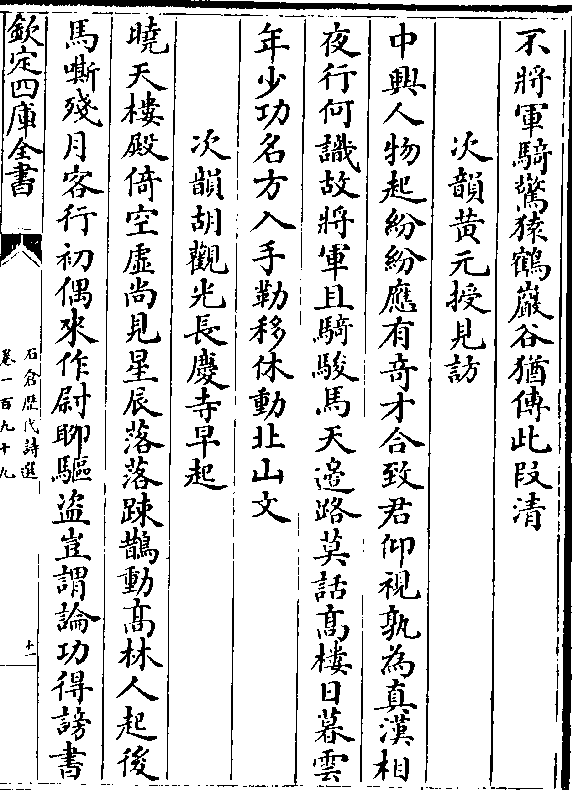 不將軍騎驚猿鶴巖谷猶傳此段清
次韻黄元授見訪
中興人物起紛紛應有竒才合致君仰視孰為真漢相
夜行何識故將軍且騎駿馬天邉路莫話髙樓日暮雲
年少功名方入手勒移休動北山文
次韻胡觀光長慶寺早起
曉天樓殿倚空虛尚見星辰落落踈鵲動髙林人起後
馬嘶殘月客行初偶來作尉聊驅盗豈謂論功得謗書
欽定四庫全書
石倉歴代詩選
卷一百九十九
十一